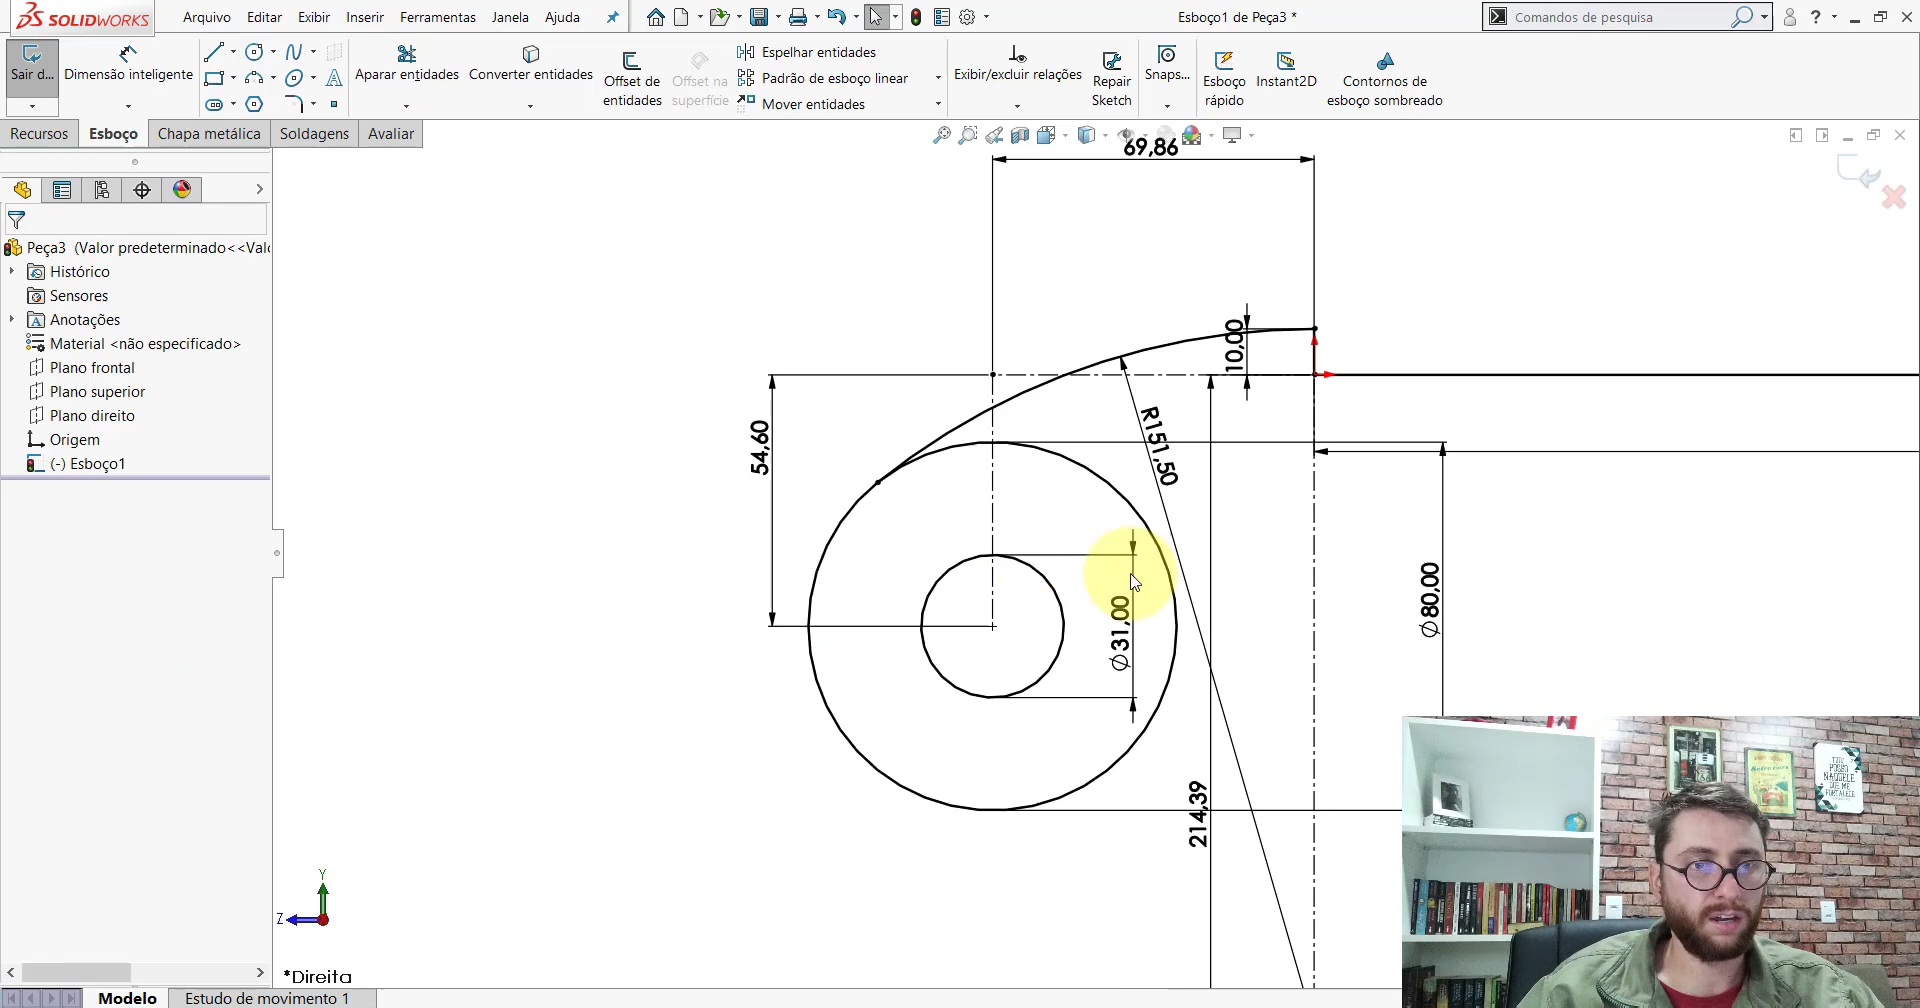 SOLIDWORKS
Arquivo Editar Exibir Inserir Ferramentas Janela Ajuda
Esboço1 de Peça3 *
Comandos de pesquisa
Sair d...
Dimensão inteligente
Aparar entidades
Converter entidades
Offset de
entidades
Offset na
superfície
Espelhar entidades
Padrão de esboço linear
Mover entidades
Exibir/excluir relações
Repair
Sketch
Snaps...
Esboço
rápido
Instant2D
Contornos de
esboço sombreado
Recursos Esboço Chapa metálica Soldagens Avaliar
Peça3 (Valor predeterminado<<Valo
Histórico
Sensores
Anotações
Material <não especificado>
Plano frontal
Plano superior
Plano direito
Origem
(-) Esboço1
69,86
10,00
R151,50
54,60
Ø31,00
Ø80,00
214,39
Y
Z
*Direita
Modelo Estudo de movimento 1